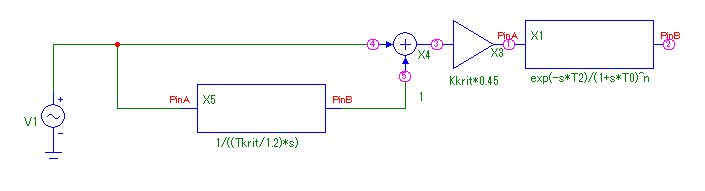 PinA
PinB
4
X4
3
X3
1
X1
2
Kkrit*0.45
exp(-s*T2)/(1+s*T0)^n
5
V1
+
-
PinA
X5
PinB
1
1/((Tkrit/1.2)*s)